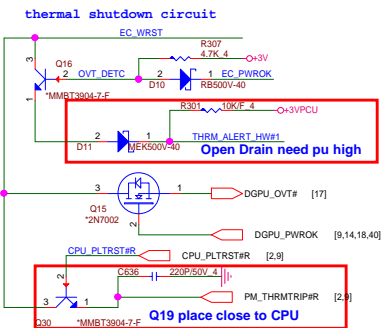 thermal shutdown circuit
EC_WRST
R307
4.7K_4
+3V
Q16
3
2
OVT_DETC
2
1
EC_PWROK
D10
RB500V-40
1
*MMBT3904-7-F
R301
10K/F_4
+3VPCU
2
1
THRM_ALERT_HW#1
D11
MEK500V-40
Open Drain need pu high
3
1
DGPU_OVT# [17]
Q15
*2N7002
2
DGPU_PWROK [9,14,18,40]
CPU_PLTRST#R
CPU_PLTRST#R [2,9]
2
C636
220P/50V_4
3
1
PM_THRMTRIP#R [2,9]
Q19 place close to CPU
Q30
*MMBT3904-7-F